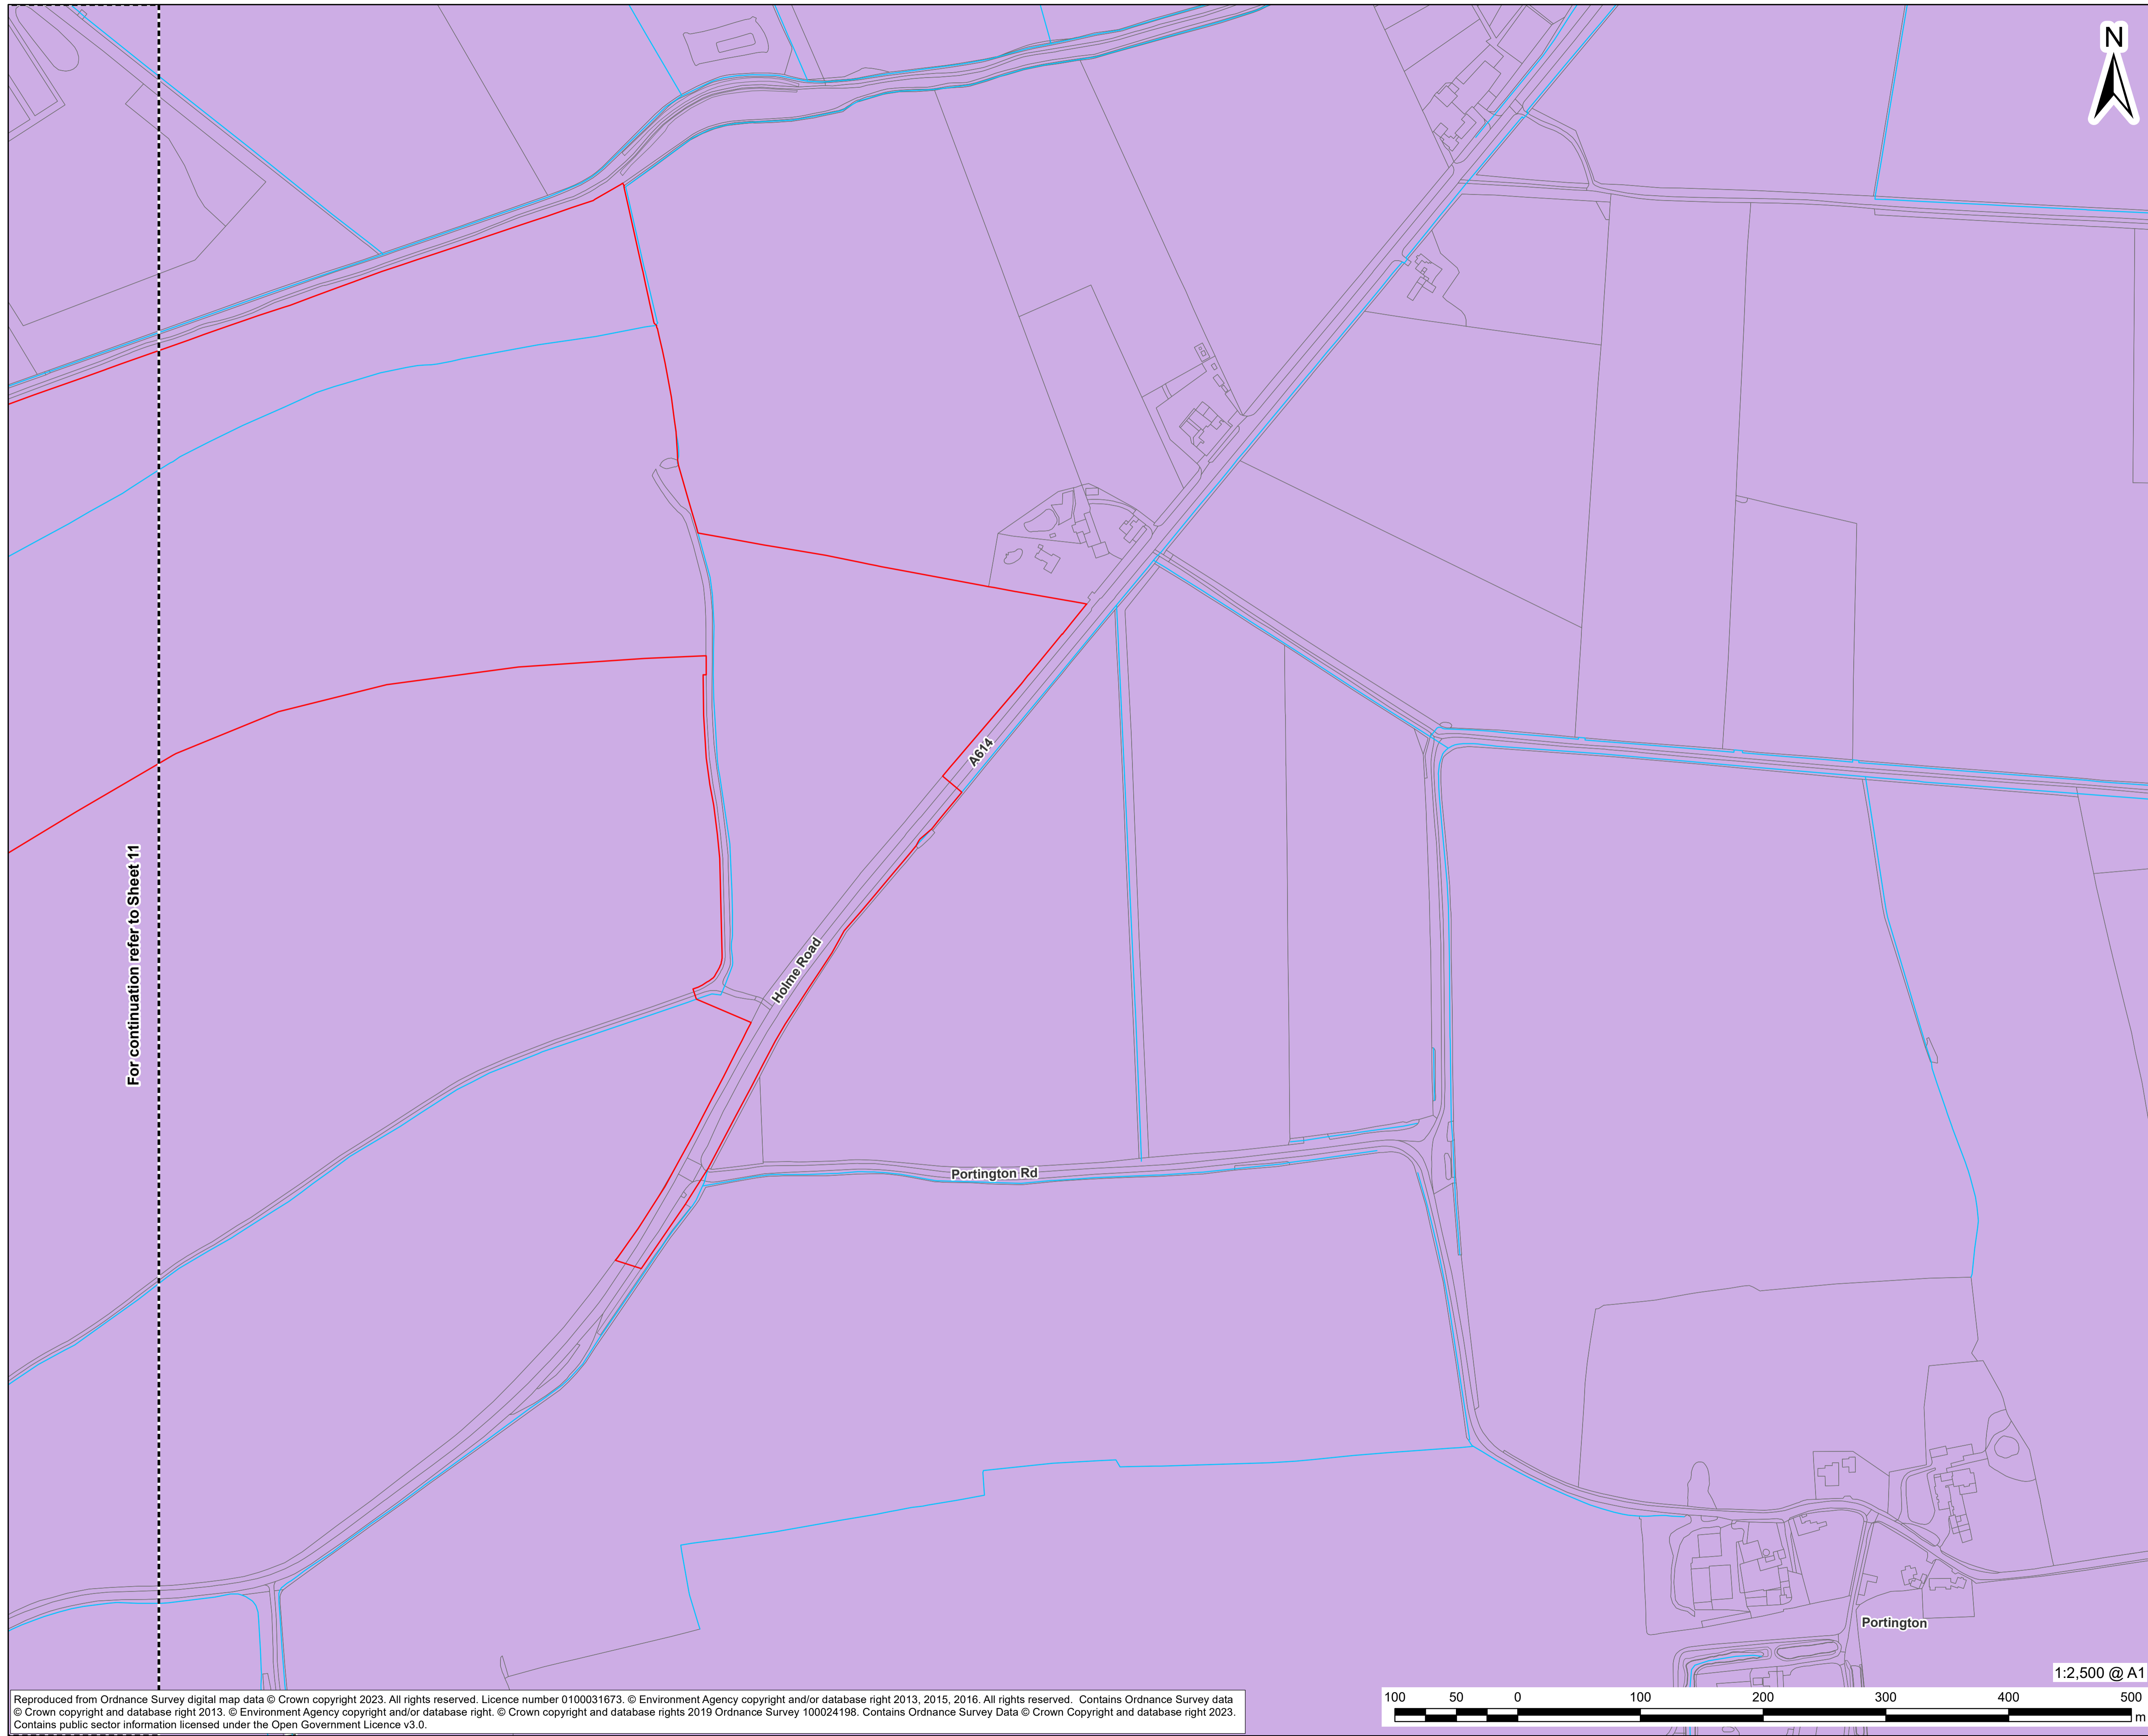 N
For continuation refer to Sheet 11
A614
Holme Road
Portington Rd
Portington
1:2,500 @ A1
100 50 0 100 200 300 400 500
m
Reproduced from Ordnance Survey digital map data © Crown copyright 2023. All rights reserved. Licence number 0100031673. © Environment Agency copyright and/or database right 2013, 2015, 2016. All rights reserved. Contains Ordnance Survey data
© Crown copyright and database right 2013. © Environment Agency copyright and/or database right. © Crown copyright and database rights 2019 Ordnance Survey 100024198. Contains Ordnance Survey Data © Crown Copyright and database right 2023.
Contains public sector information licensed under the Open Government Licence v3.0.